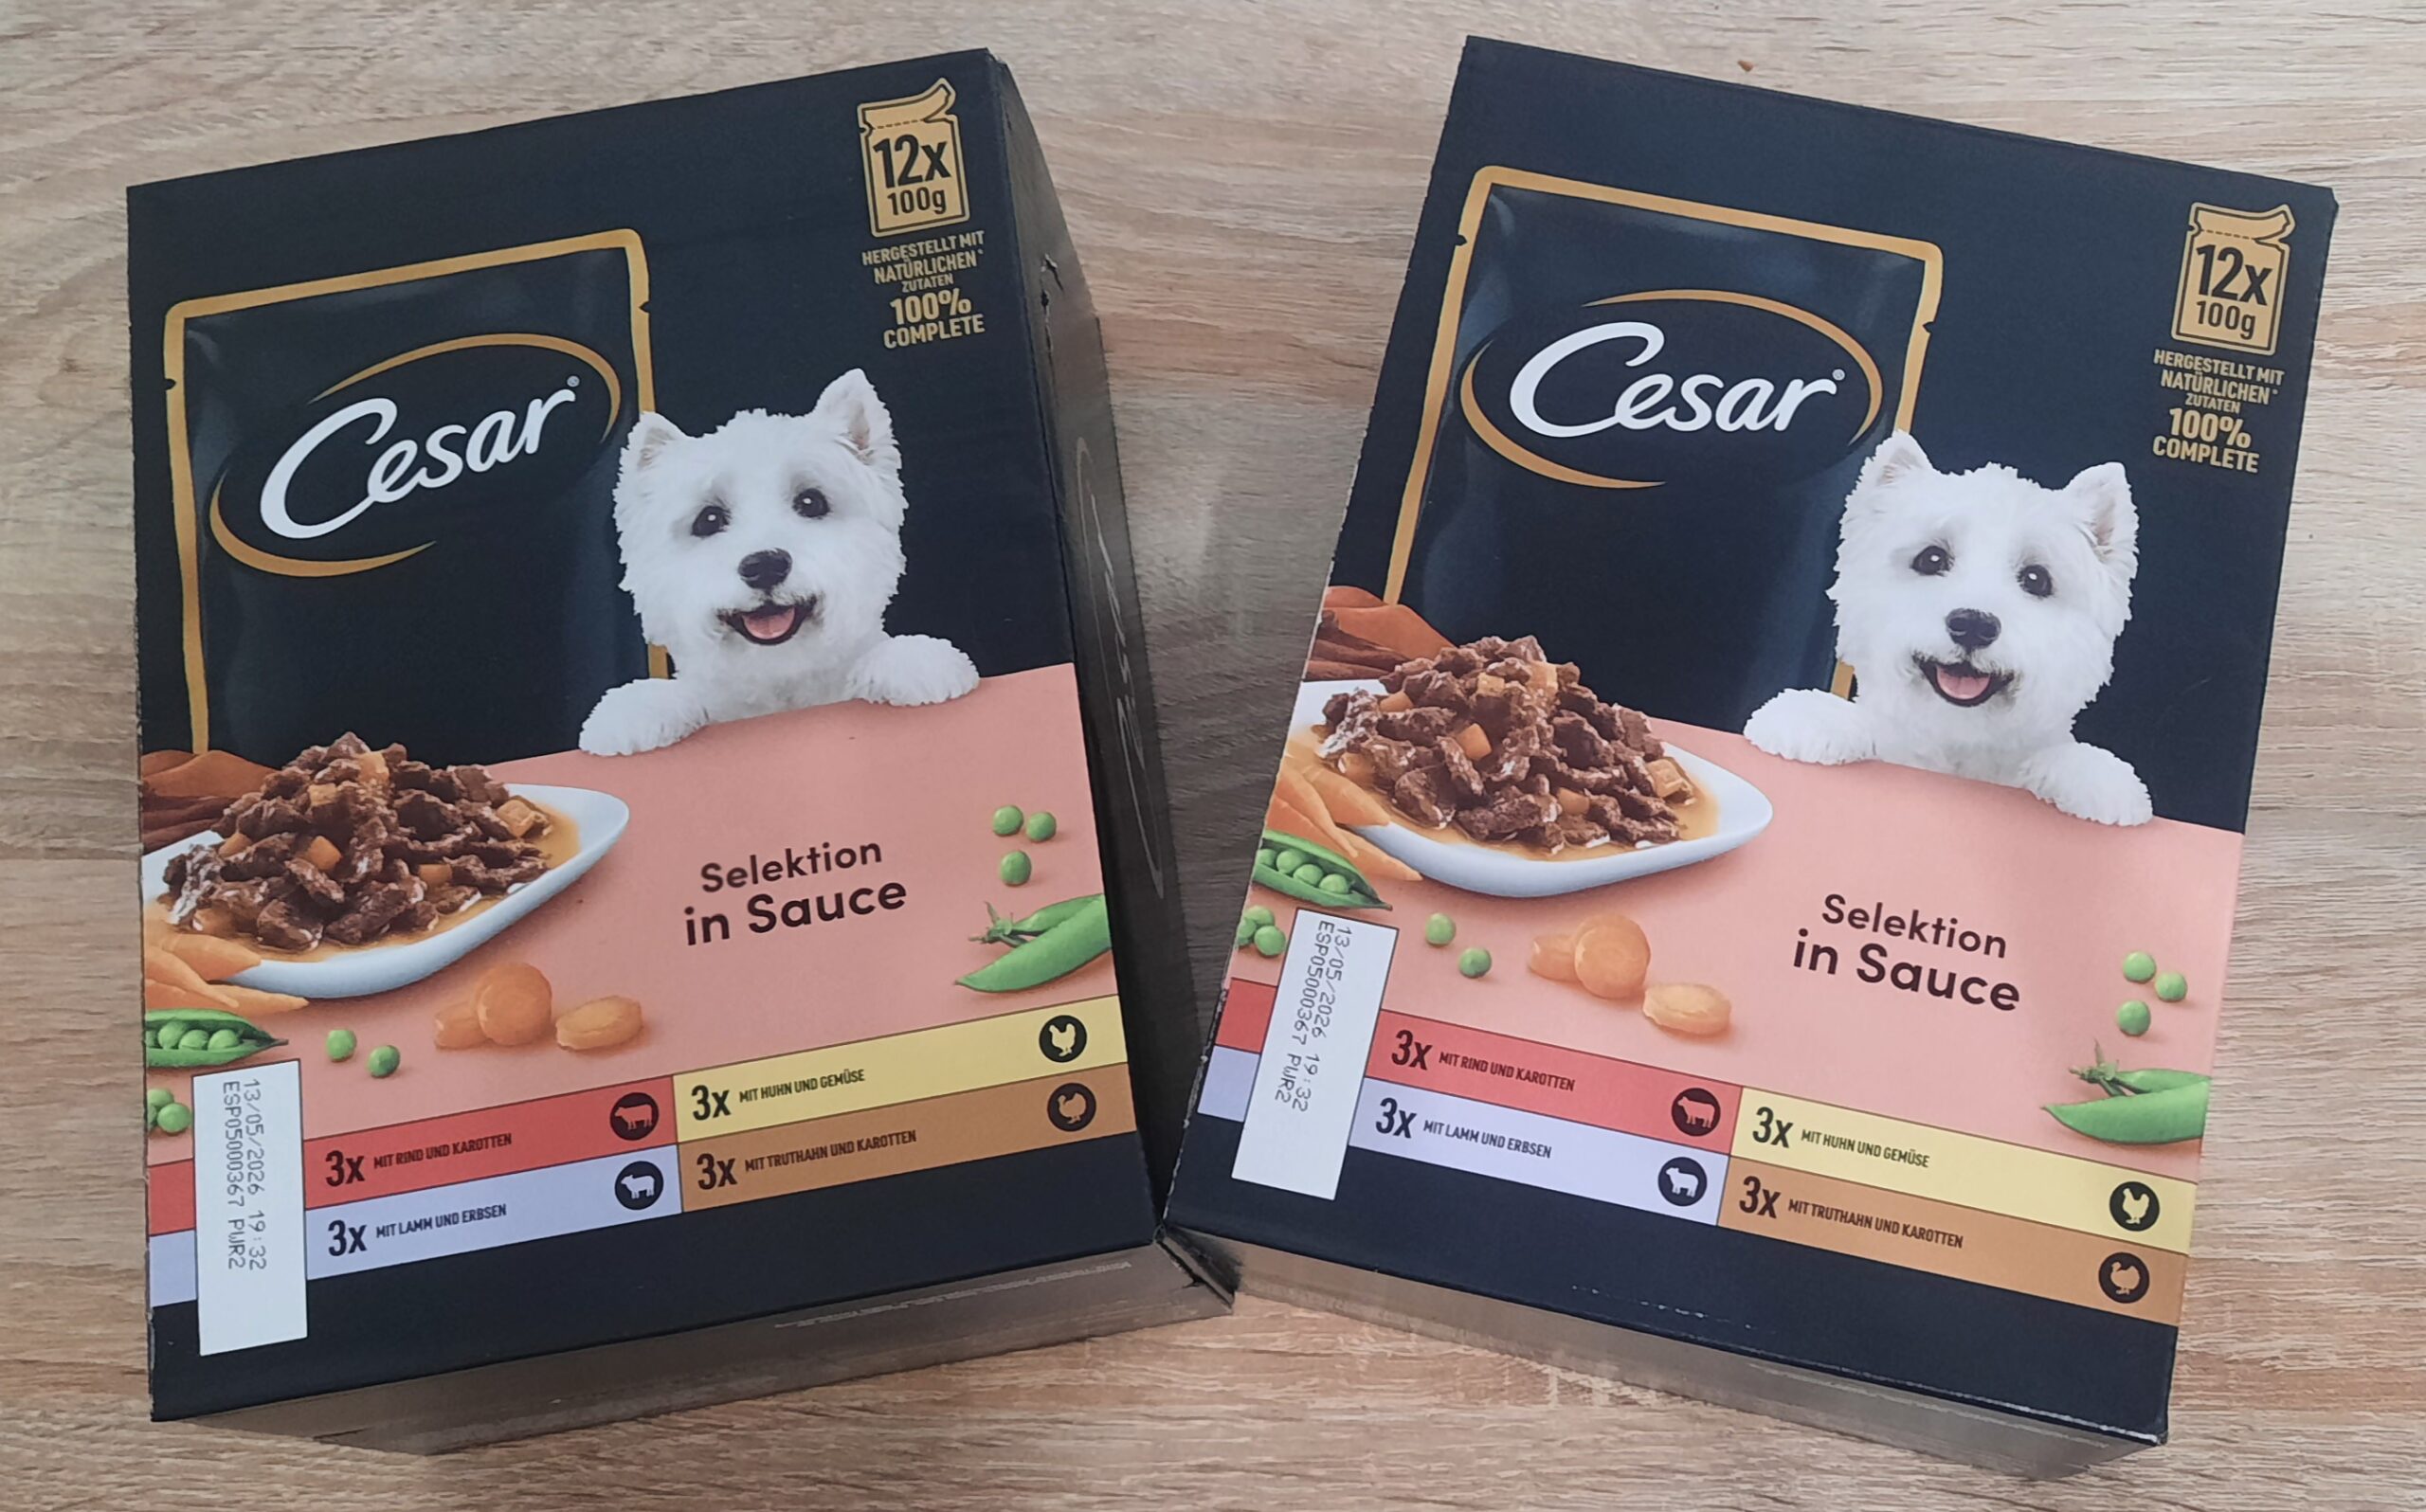 12x
100g
HERGESTELLT MIT
NATÜRLICHEN*
ZUTATEN
100%
COMPLETE
Cesar®
Selektion
in Sauce
3x MIT RIND UND KAROTTEN
3x MIT HUHN UND GEMÜSE
3x MIT LAMM UND ERBSEN
3x MIT TRUTHAHN UND KAROTTEN
13/05/2026 19:32
ESP05000367 PWR2
12x
100g
HERGESTELLT MIT
NATÜRLICHEN*
ZUTATEN
100%
COMPLETE
Cesar®
Selektion
in Sauce
3x MIT RIND UND KAROTTEN
3x MIT HUHN UND GEMÜSE
3x MIT LAMM UND ERBSEN
3x MIT TRUTHAHN UND KAROTTEN
13/05/2026 19:32
ESP05000367 PWR2